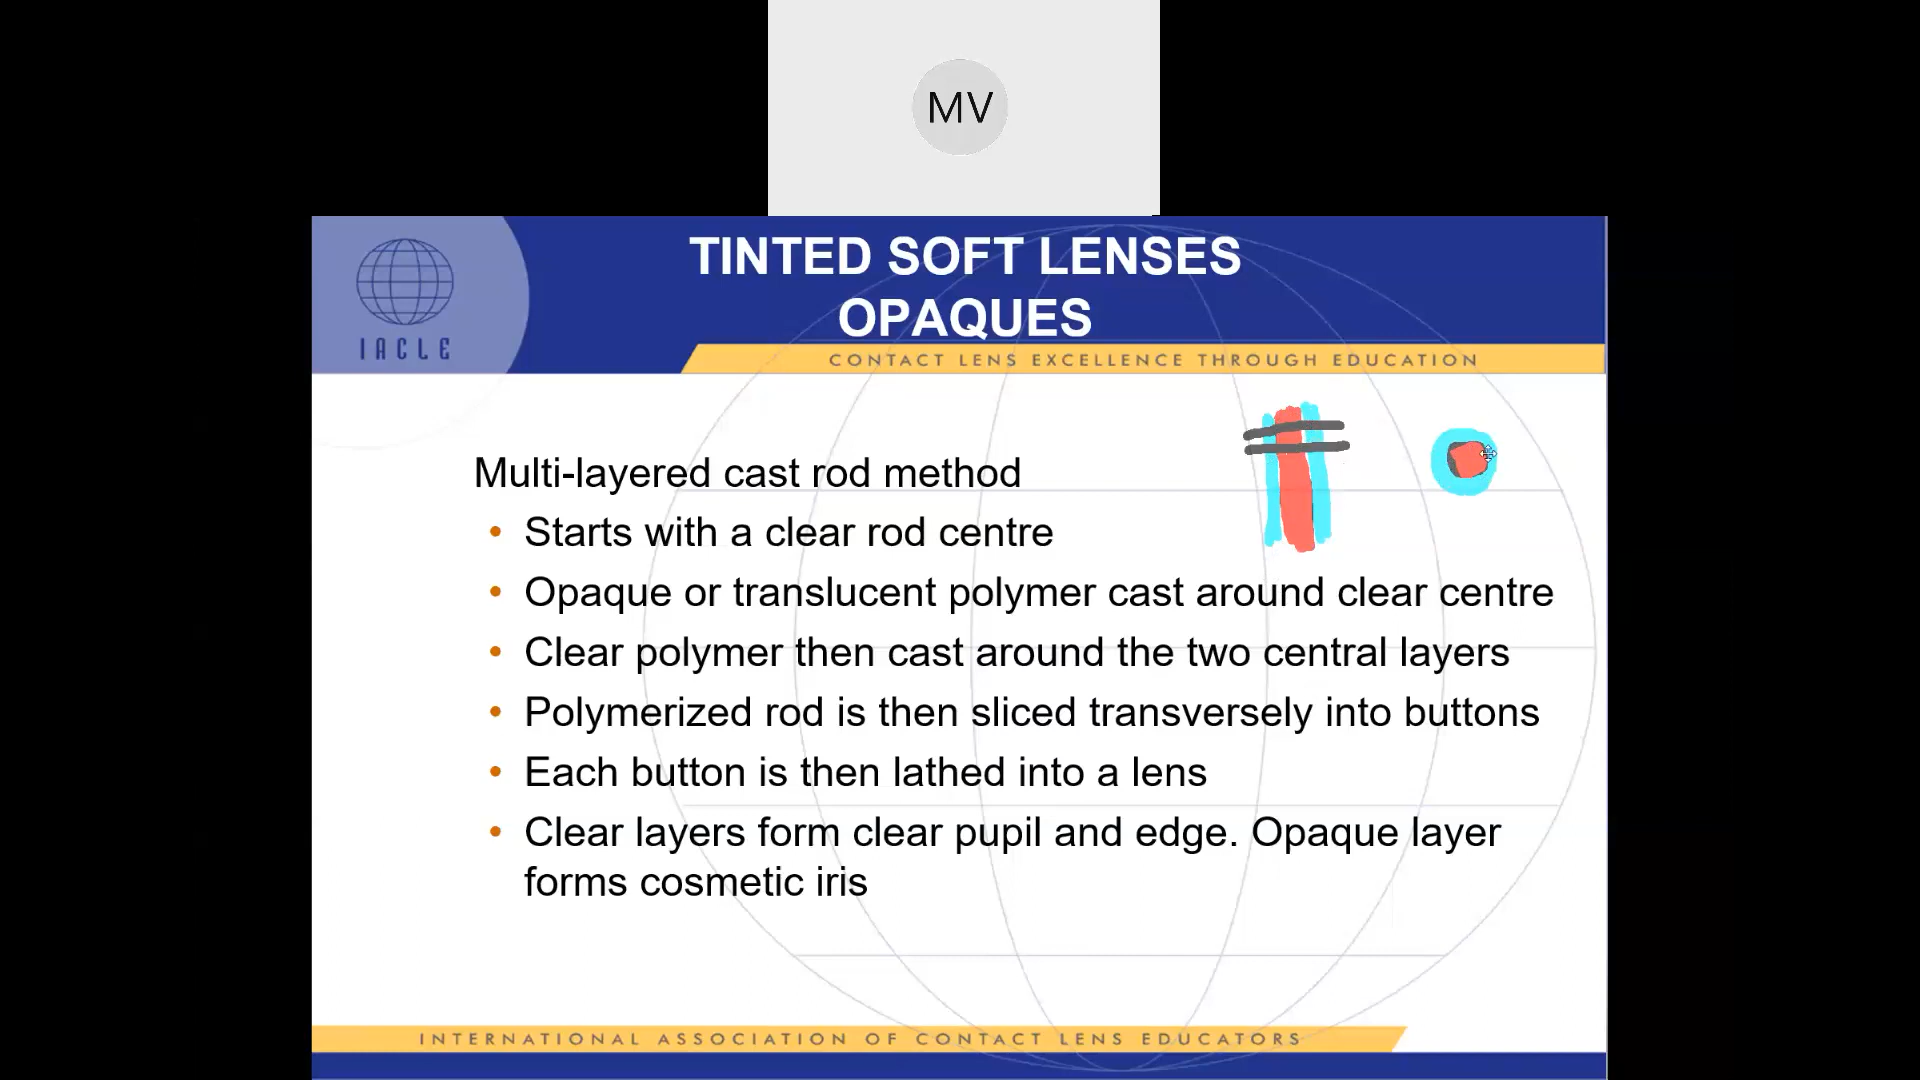 MV
TINTED SOFT LENSES
OPAQUES
IACLE
CONTACT LENS EXCELLENCE THROUGH EDUCATION
Multi-layered cast rod method
• Starts with a clear rod centre
• Opaque or translucent polymer cast around clear centre
• Clear polymer then cast around the two central layers
• Polymerized rod is then sliced transversely into buttons
• Each button is then lathed into a lens
• Clear layers form clear pupil and edge. Opaque layer
forms cosmetic iris
INTERNATIONAL ASSOCIATION OF CONTACT LENS EDUCATORS